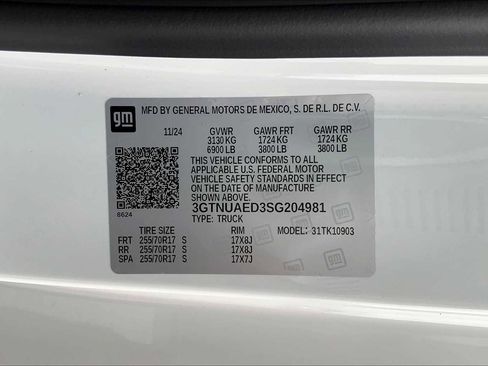 gm MFD BY GENERAL MOTORS DE MEXICO, S. DE R.L. DE C.V.
11/24 GVWR GAWR FRT GAWR RR
3130 KG 1724 KG 1724 KG
6900 LB 3800 LB 3800 LB
THIS VEHICLE CONFORMS TO ALL
APPLICABLE U.S. FEDERAL MOTOR
VEHICLE SAFETY STANDARDS IN EFFECT
ON THE DATE OF MANUFACTURE
SHOWN ABOVE.
3GTNUAED3SG204981
6624 TYPE: TRUCK
TIRE SIZE RIM MODEL: 31TK10903
FRT 255/70R17 S 17X8J
RR 255/70R17 S 17X8J
SPA 255/70R17 S 17X7J